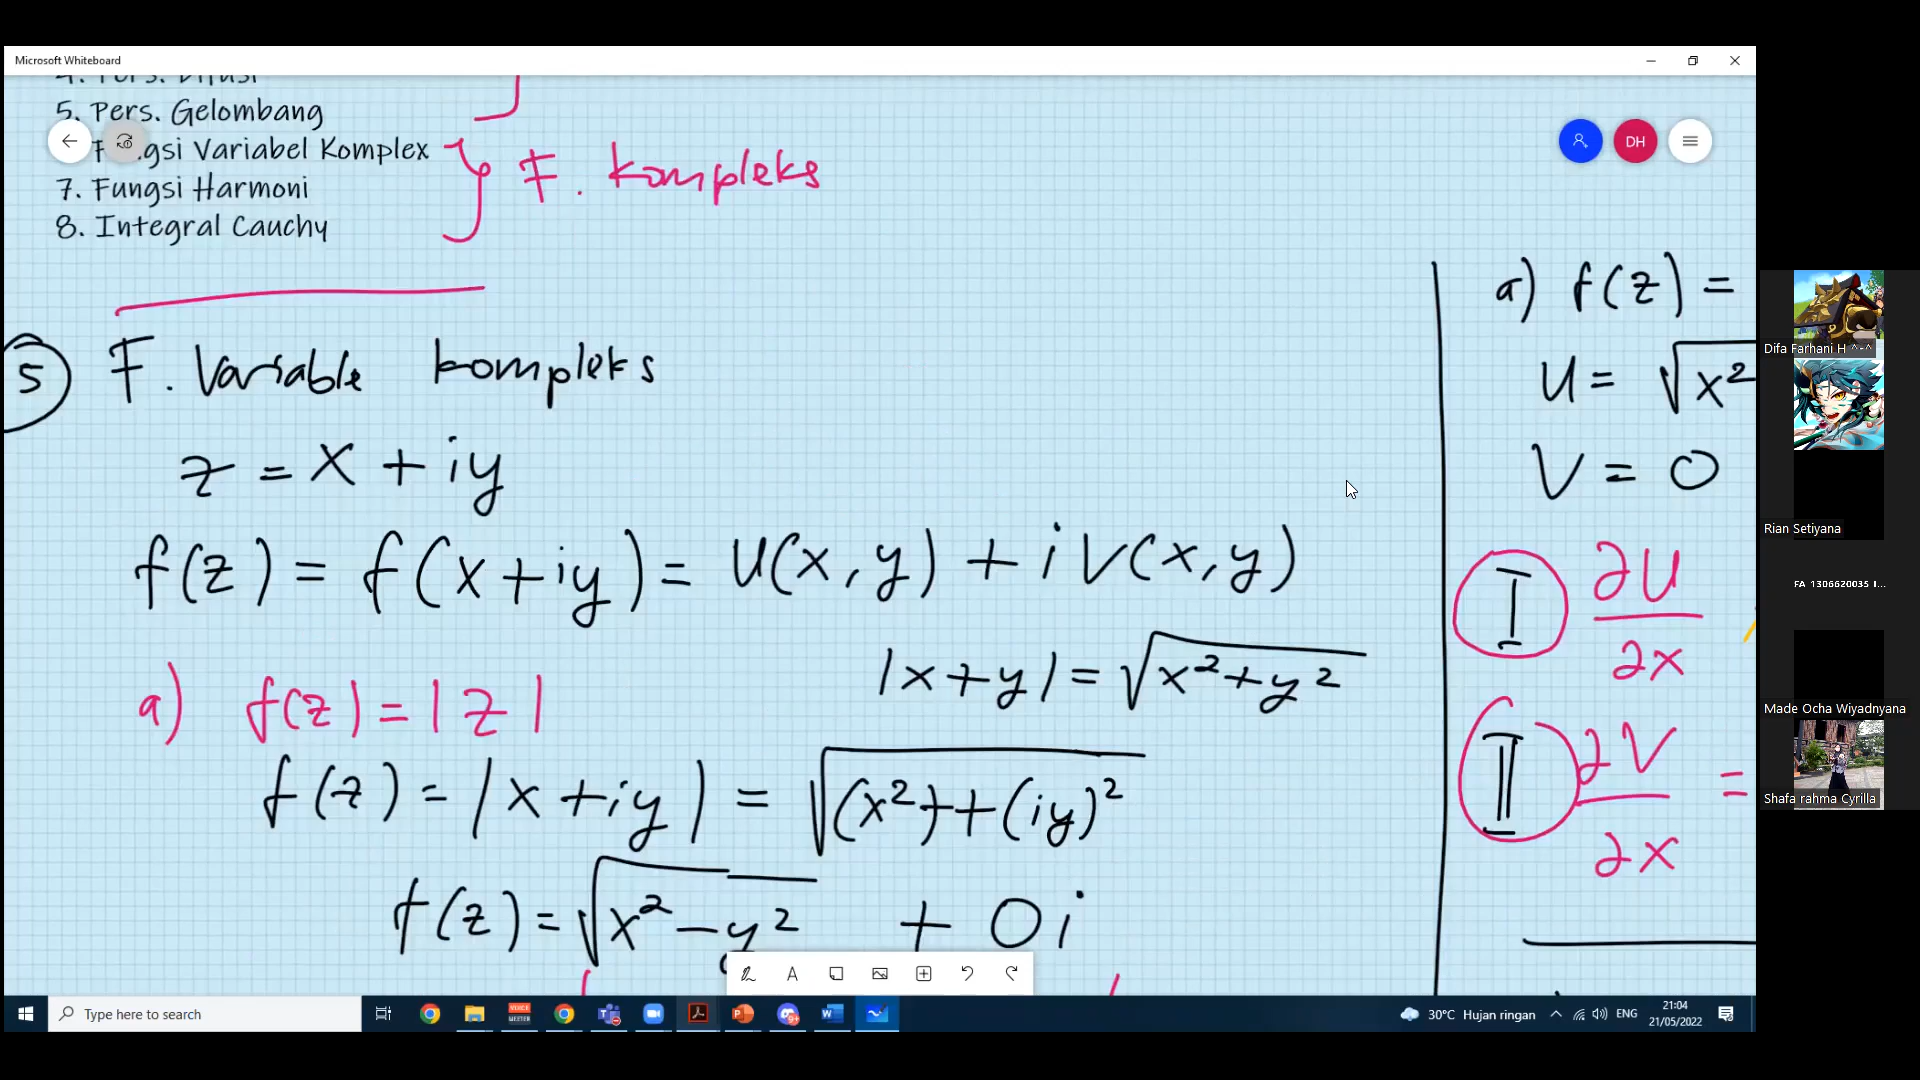 Microsoft Whiteboard
5. Pers. Gelombang
gsi Variabel Komplex
7. Fungsi Harmoni
8. Integral Cauchy
F. kompleks
DH
5 F. Variable kompleks
z = x + iy
f(z) = f(x+iy) = u(x,y) + i v(x,y)
|x+y| = √x²+y²
a) f(z) = |z|
f(z) = |x+iy| = √(x²)+(iy)²
f(z) = √x²-y² + 0i
a) f(z) =
u = √x²
v = 0
I ∂u
∂x
II ∂v =
∂x
Difa Farhani H ^-^
Rian Setiyana
FA_1306620035_I...
Made Ocha Wiyadnyana
Shafa rahma Cyrilla
Type here to search
30°C Hujan ringan
ENG
21:04
21/05/2022